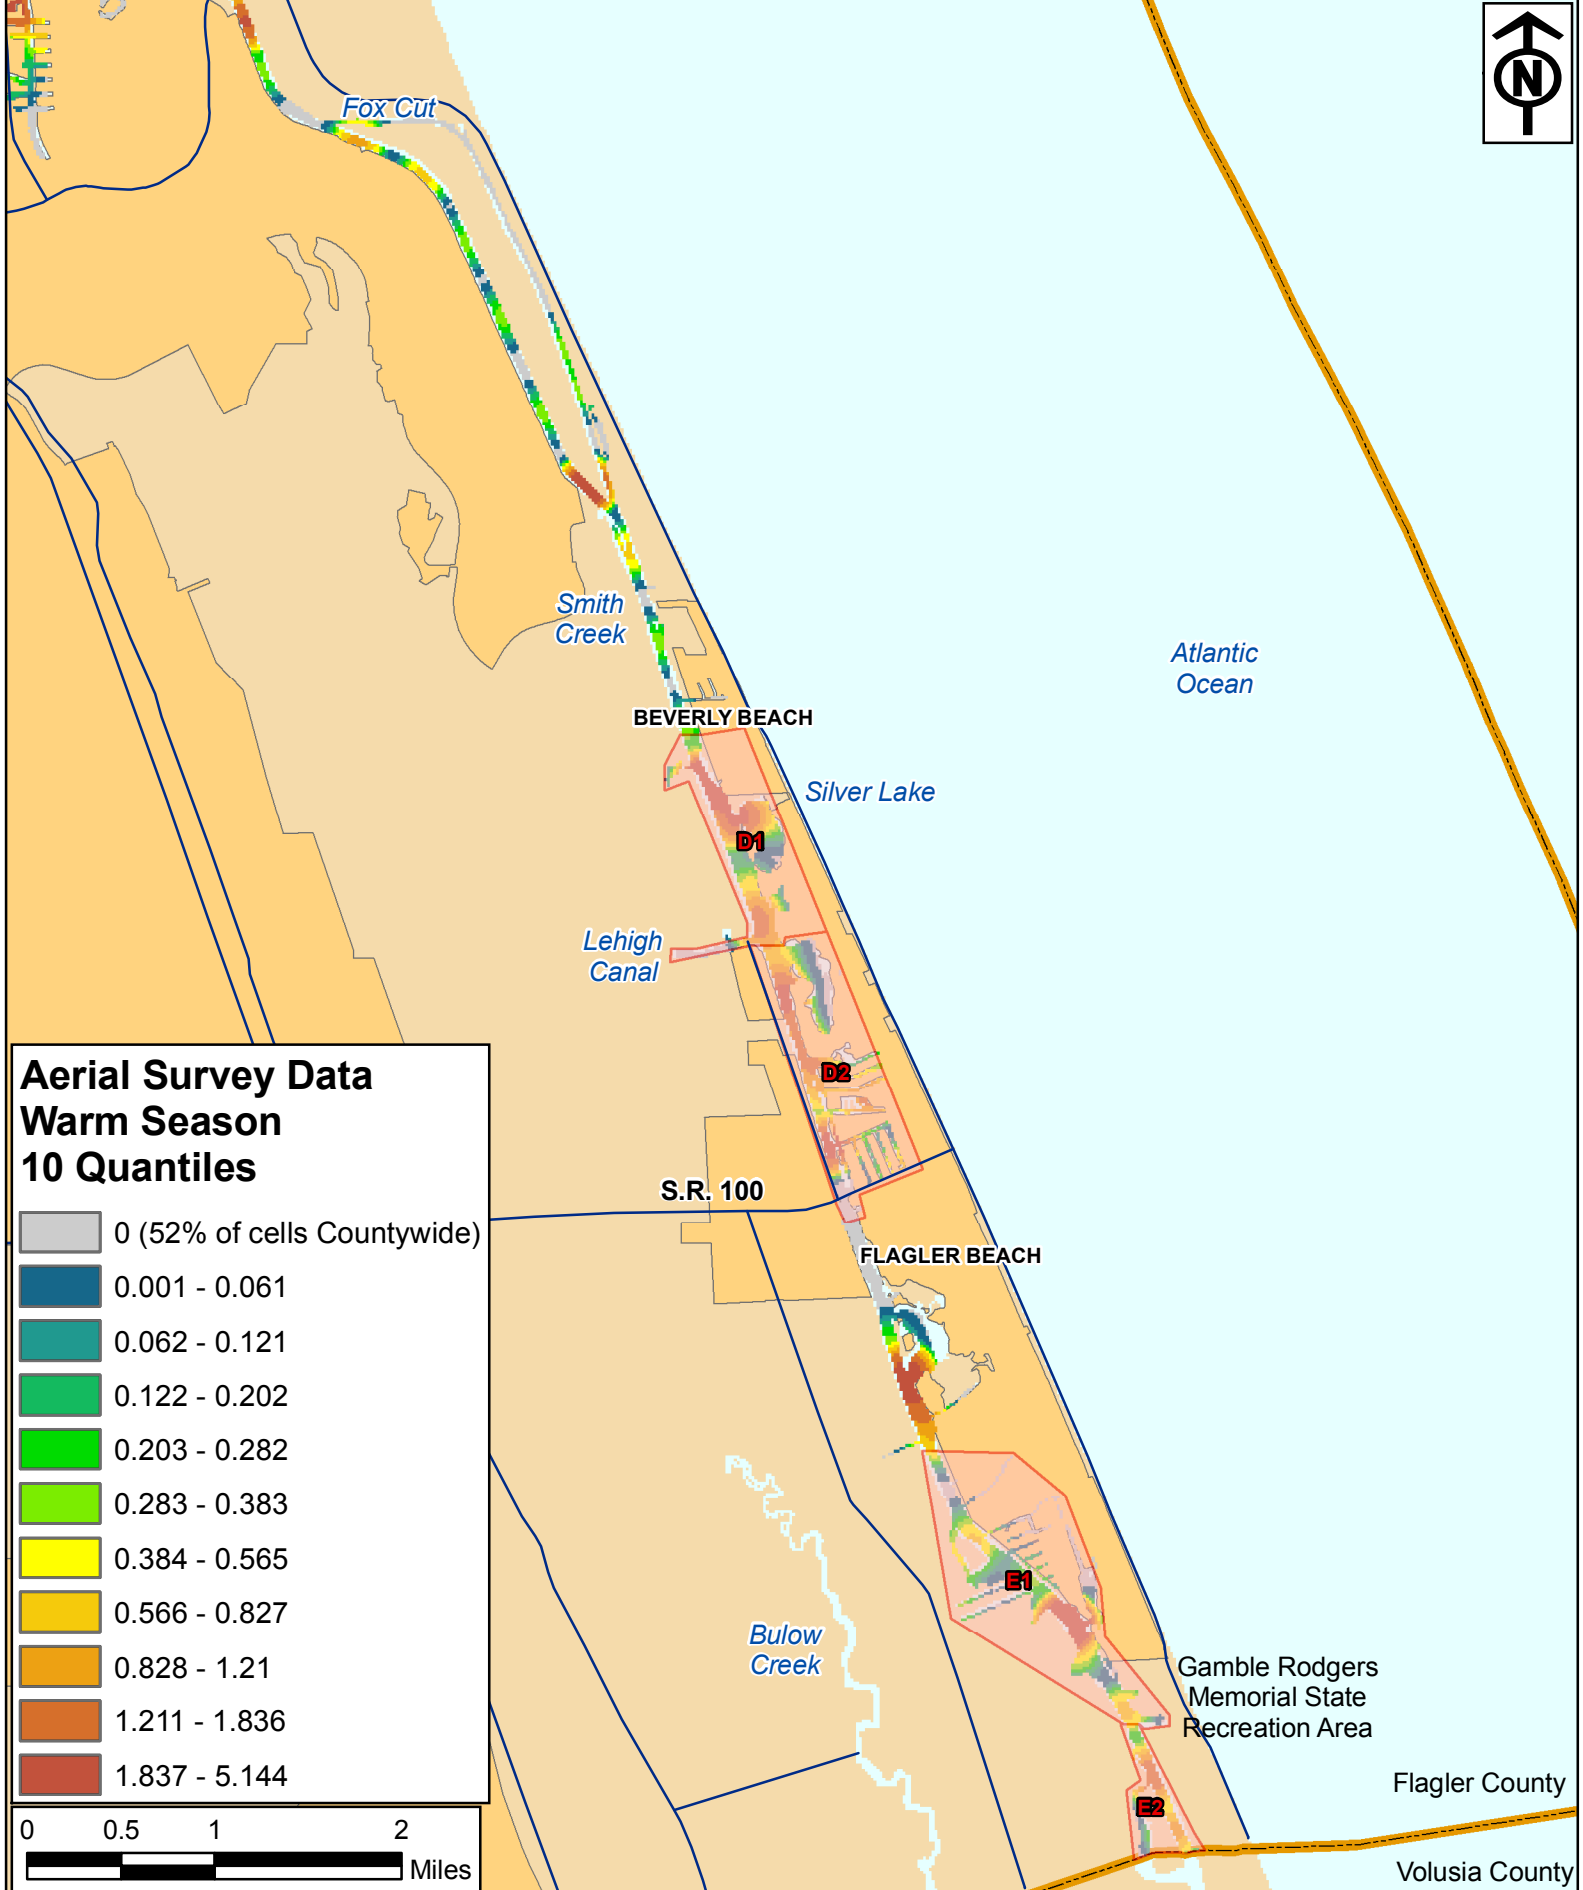 N
Fox Cut
Smith
Creek
Atlantic
Ocean
BEVERLY BEACH
Silver Lake
D1
Lehigh
Canal
D2
Aerial Survey Data
Warm Season
10 Quantiles
S.R. 100
0 (52% of cells Countywide)
FLAGLER BEACH
0.001 - 0.061
0.062 - 0.121
0.122 - 0.202
0.203 - 0.282
0.283 - 0.383
0.384 - 0.565
0.566 - 0.827
0.828 - 1.21
1.211 - 1.836
1.837 - 5.144
E1
Bulow
Creek
Gamble Rodgers
Memorial State
Recreation Area
Flagler County
E2
0 0.5 1 2
Miles
Volusia County